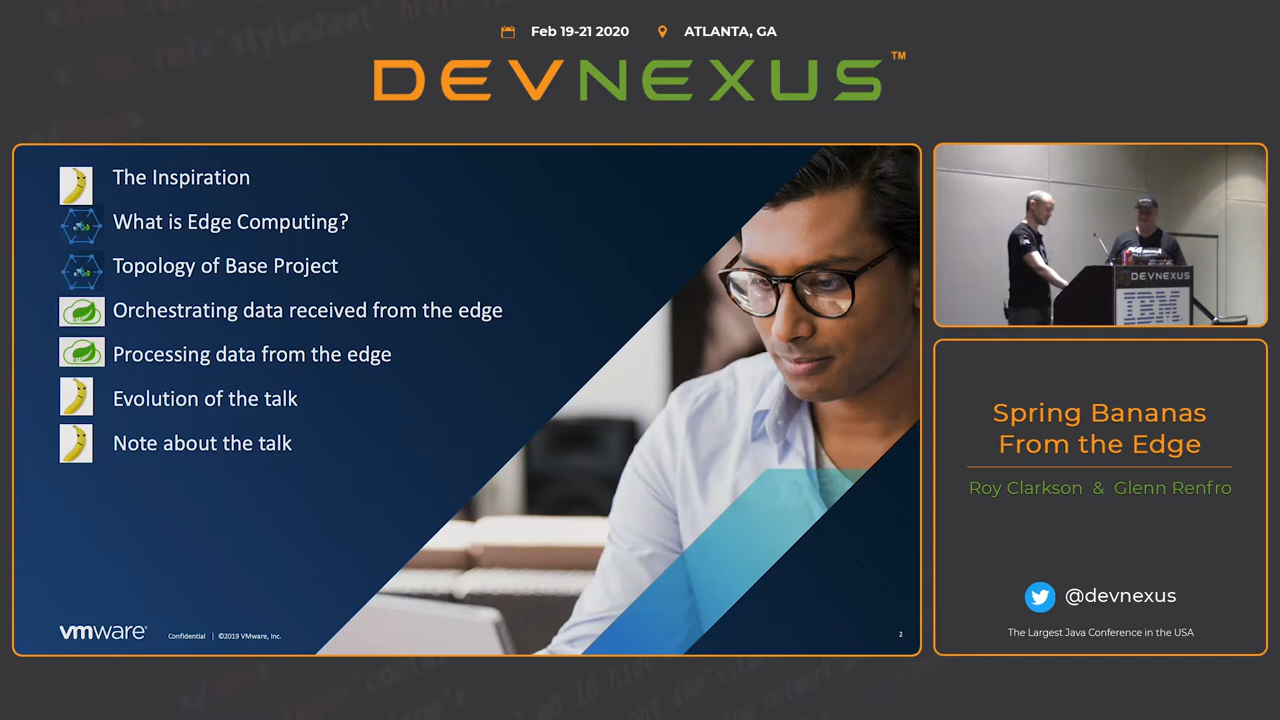 Feb 19-21 2020 ATLANTA, GA
DEVNEXUS™
The Inspiration
What is Edge Computing?
Topology of Base Project
Orchestrating data received from the edge
Processing data from the edge
Evolution of the talk
Note about the talk
vmware® Confidential | ©2019 VMware, Inc. 2
DEVNEXUS
IBM
Spring Bananas
From the Edge
Roy Clarkson & Glenn Renfro
@devnexus
The Largest Java Conference in the USA